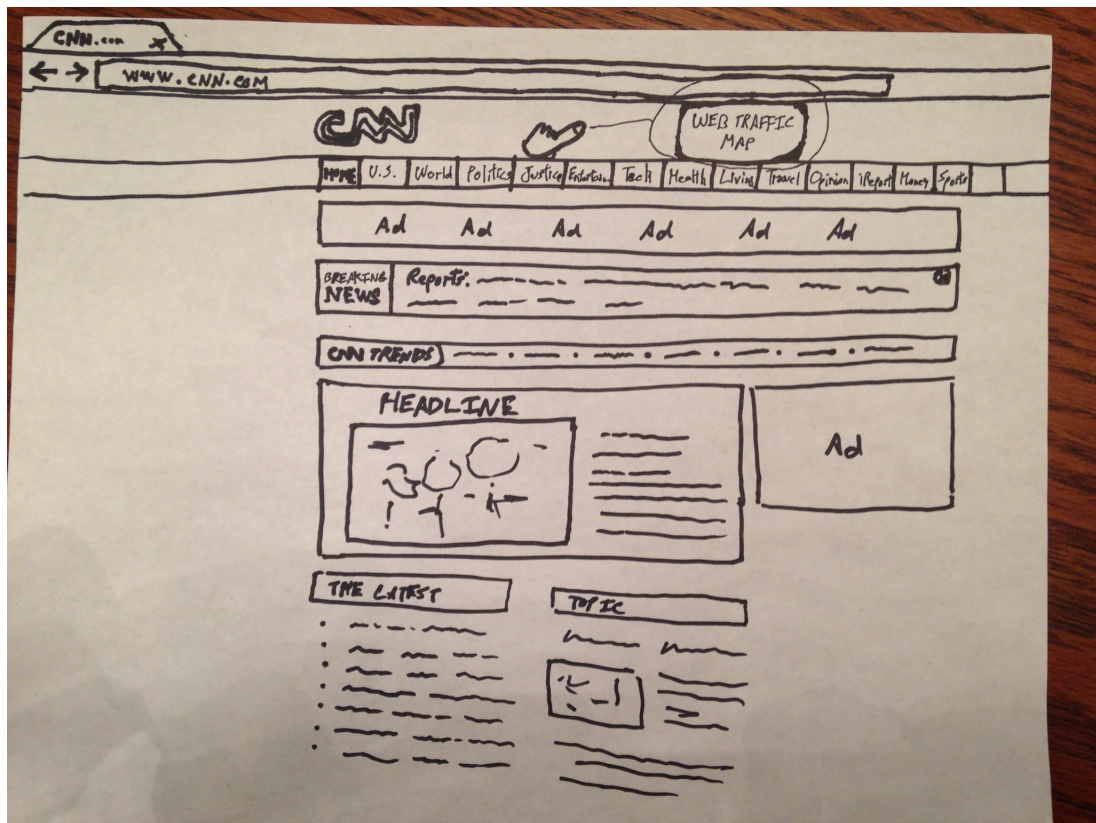 CNN.com x
WWW.CNN.COM
CNN
WEB TRAFFIC
MAP
HOME U.S. World Politics Justice Entertain Tech Health Living Travel Opinion iReport Money Sports
Ad Ad Ad Ad Ad Ad
BREAKING
NEWS
Reports:
CNN TRENDS
HEADLINE
Ad
THE LATEST
TOPIC